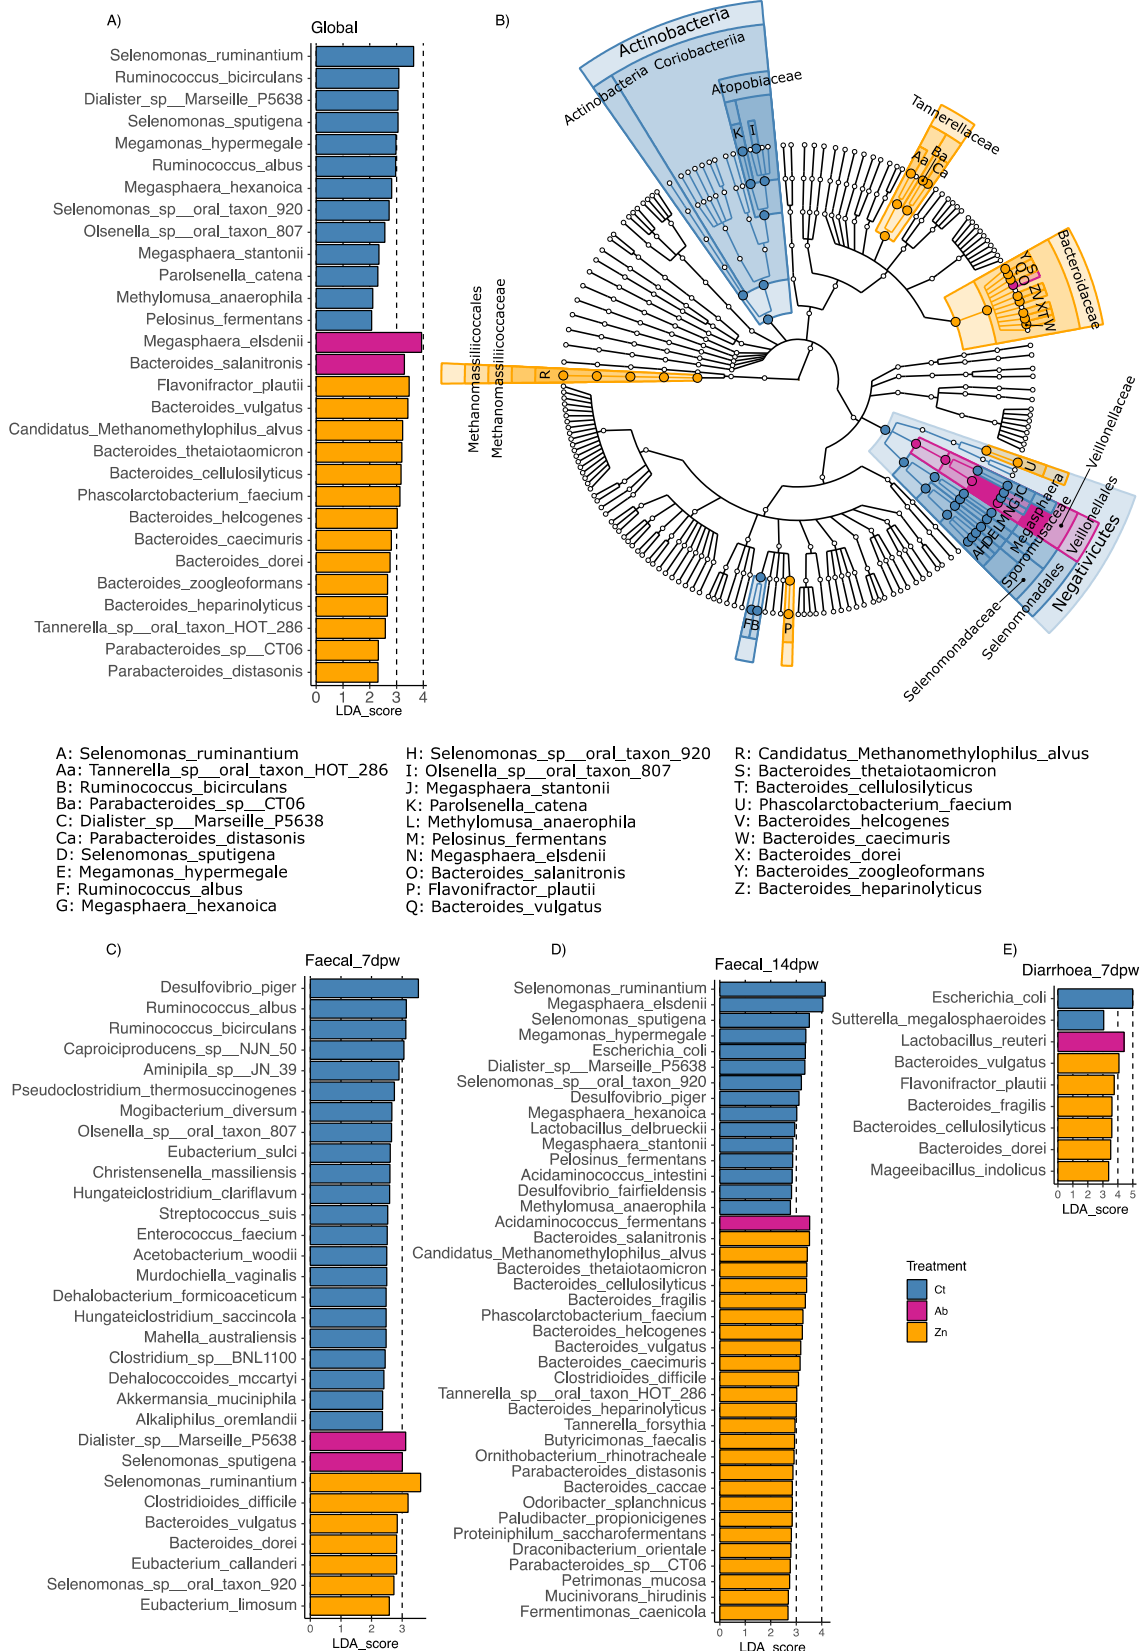 A)
Global
Selenomonas_ruminantium
Ruminococcus_bicirculans
Dialister_sp__Marseille_P5638
Selenomonas_sputigena
Megamonas_hypermegale
Ruminococcus_albus
Megasphaera_hexanoica
Selenomonas_sp__oral_taxon_920
Olsenella_sp__oral_taxon_807
Megasphaera_stantonii
Parolsenella_catena
Methylomusa_anaerophila
Pelosinus_fermentans
Megasphaera_elsdenii
Bacteroides_salanitronis
Flavonifractor_plautii
Bacteroides_vulgatus
Candidatus_Methanomethylophilus_alvus
Bacteroides_thetaiotaomicron
Bacteroides_cellulosilyticus
Phascolarctobacterium_faecium
Bacteroides_helcogenes
Bacteroides_caecimuris
Bacteroides_dorei
Bacteroides_zoogleoformans
Bacteroides_heparinolyticus
Tannerella_sp__oral_taxon_HOT_286
Parabacteroides_sp__CT06
Parabacteroides_distasonis
0 1 2 3 4
LDA_score
B)
Actinobacteria
Actinobacteria
Coriobacteriia
Atopobiaceae
K I
Tannerellaceae
Aa Ba Ca
Bacteroidaceae
Y S
Q O Z V X T W
Methanomassiliicoccales
Methanomassiliicoccaceae
R
U
Veillonellaceae
Megasphaera
Sporomusaceae
Veillonellales
Negativicutes
Selenomonadales
Selenomonadaceae
A H D E L M N G J C
F B
P
A: Selenomonas_ruminantium
Aa: Tannerella_sp__oral_taxon_HOT_286
B: Ruminococcus_bicirculans
Ba: Parabacteroides_sp__CT06
C: Dialister_sp__Marseille_P5638
Ca: Parabacteroides_distasonis
D: Selenomonas_sputigena
E: Megamonas_hypermegale
F: Ruminococcus_albus
G: Megasphaera_hexanoica
H: Selenomonas_sp__oral_taxon_920
I: Olsenella_sp__oral_taxon_807
J: Megasphaera_stantonii
K: Parolsenella_catena
L: Methylomusa_anaerophila
M: Pelosinus_fermentans
N: Megasphaera_elsdenii
O: Bacteroides_salanitronis
P: Flavonifractor_plautii
Q: Bacteroides_vulgatus
R: Candidatus_Methanomethylophilus_alvus
S: Bacteroides_thetaiotaomicron
T: Bacteroides_cellulosilyticus
U: Phascolarctobacterium_faecium
V: Bacteroides_helcogenes
W: Bacteroides_caecimuris
X: Bacteroides_dorei
Y: Bacteroides_zoogleoformans
Z: Bacteroides_heparinolyticus
C)
Faecal_7dpw
Desulfovibrio_piger
Ruminococcus_albus
Ruminococcus_bicirculans
Caproiciproducens_sp__NJN_50
Aminipila_sp__JN_39
Pseudoclostridium_thermosuccinogenes
Mogibacterium_diversum
Olsenella_sp__oral_taxon_807
Eubacterium_sulci
Christensenella_massiliensis
Hungateiclostridium_clariflavum
Streptococcus_suis
Enterococcus_faecium
Acetobacterium_woodii
Murdochiella_vaginalis
Dehalobacterium_formicoaceticum
Hungateiclostridium_saccincola
Mahella_australiensis
Clostridium_sp__BNL1100
Dehalococcoides_mccartyi
Akkermansia_muciniphila
Alkaliphilus_oremlandii
Dialister_sp__Marseille_P5638
Selenomonas_sputigena
Selenomonas_ruminantium
Clostridioides_difficile
Bacteroides_vulgatus
Bacteroides_dorei
Eubacterium_callanderi
Selenomonas_sp__oral_taxon_920
Eubacterium_limosum
0 1 2 3
LDA_score
D)
Faecal_14dpw
Selenomonas_ruminantium
Megasphaera_elsdenii
Selenomonas_sputigena
Megamonas_hypermegale
Escherichia_coli
Dialister_sp__Marseille_P5638
Selenomonas_sp__oral_taxon_920
Desulfovibrio_piger
Megasphaera_hexanoica
Lactobacillus_delbrueckii
Megasphaera_stantonii
Pelosinus_fermentans
Acidaminococcus_intestini
Desulfovibrio_fairfieldensis
Methylomusa_anaerophila
Acidaminococcus_fermentans
Bacteroides_salanitronis
Candidatus_Methanomethylophilus_alvus
Bacteroides_thetaiotaomicron
Bacteroides_cellulosilyticus
Bacteroides_fragilis
Phascolarctobacterium_faecium
Bacteroides_helcogenes
Bacteroides_vulgatus
Bacteroides_caecimuris
Clostridioides_difficile
Tannerella_sp__oral_taxon_HOT_286
Bacteroides_heparinolyticus
Tannerella_forsythia
Butyricimonas_faecalis
Ornithobacterium_rhinotracheale
Parabacteroides_distasonis
Bacteroides_caccae
Odoribacter_splanchnicus
Paludibacter_propionicigenes
Proteiniphilum_saccharofermentans
Draconibacterium_orientale
Parabacteroides_sp__CT06
Petrimonas_mucosa
Mucinivorans_hirudinis
Fermentimonas_caenicola
0 1 2 3 4
LDA_score
E)
Diarrhoea_7dpw
Escherichia_coli
Sutterella_megalosphaeroides
Lactobacillus_reuteri
Bacteroides_vulgatus
Flavonifractor_plautii
Bacteroides_fragilis
Bacteroides_cellulosilyticus
Bacteroides_dorei
Mageeibacillus_indolicus
0 1 2 3 4 5
LDA_score
Treatment
Ct
Ab
Zn